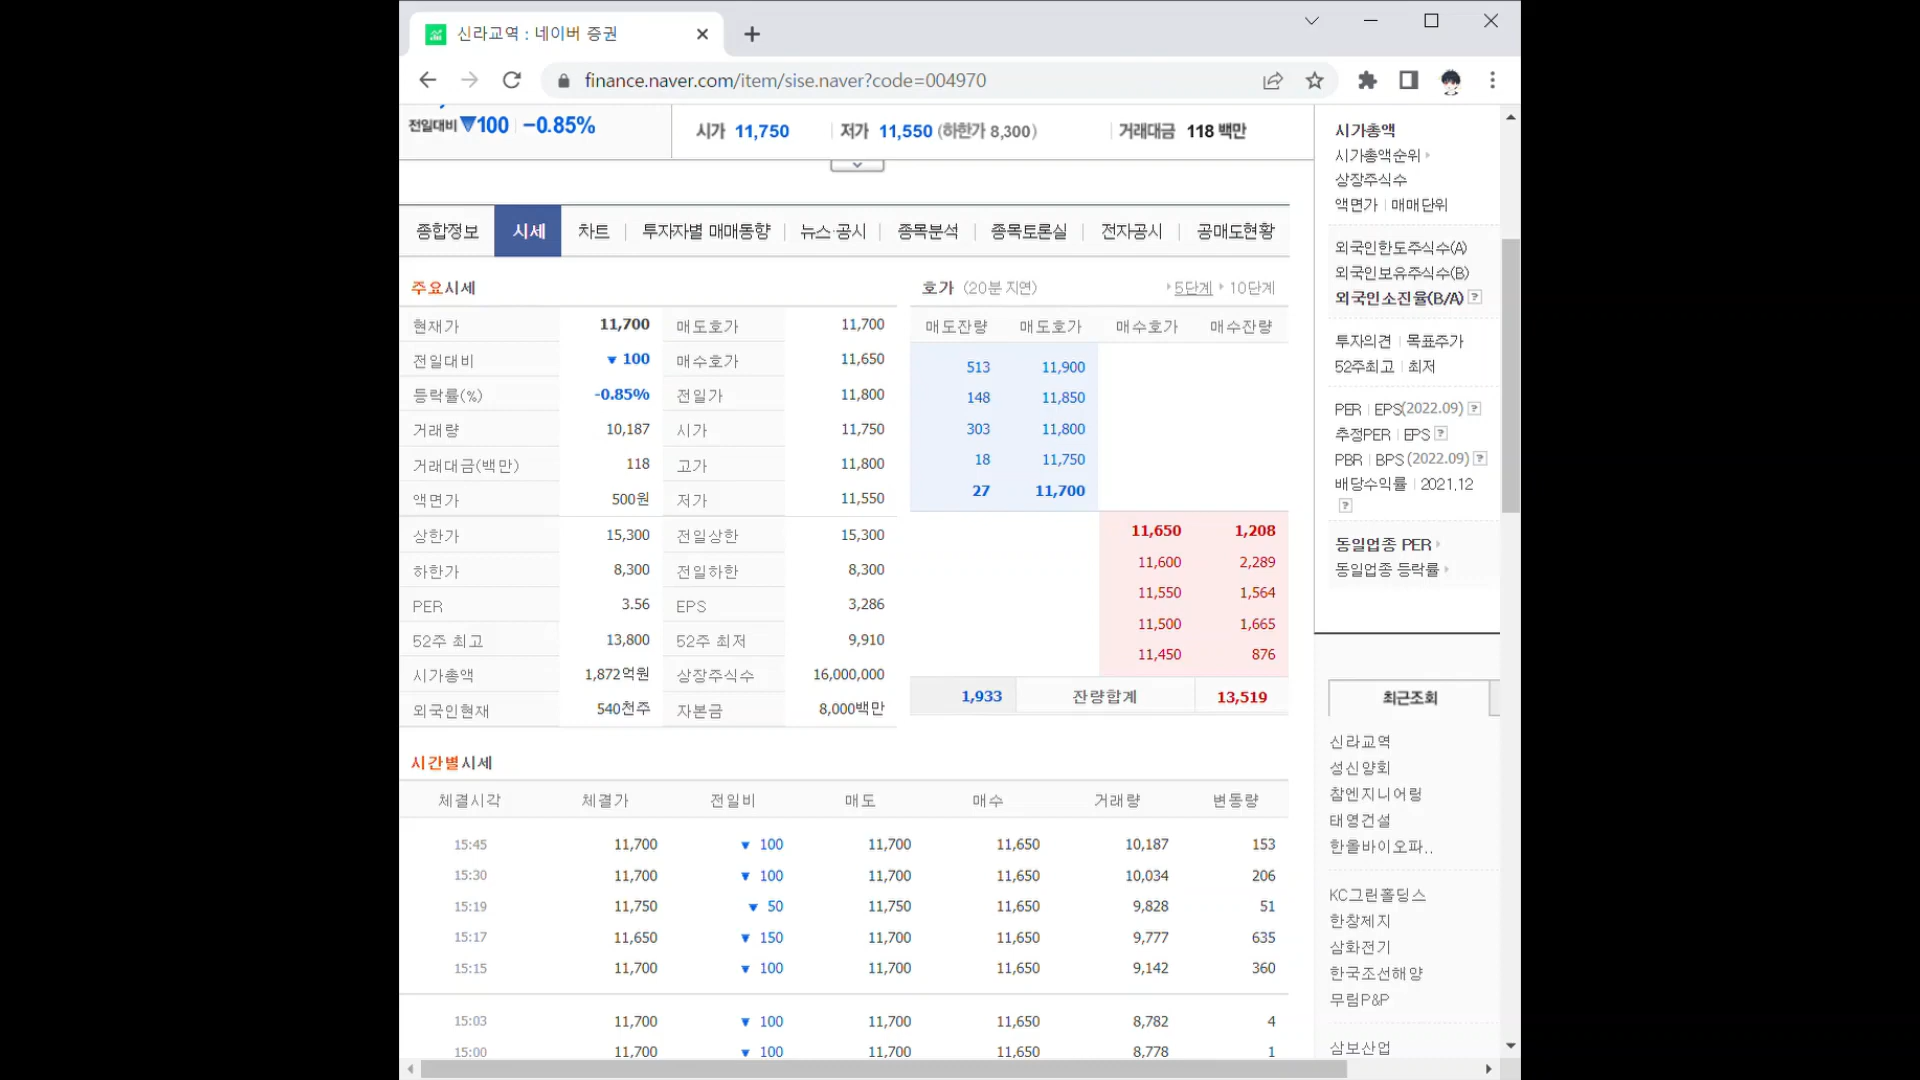 신라교역 : 네이버 증권
finance.naver.com/item/sise.naver?code=004970
전일대비 ▼100 −0.85%
시가 11,750 저가 11,550 (하한가 8,300) 거래대금 118 백만
종합정보 시세 차트 투자자별 매매동향 뉴스·공시 종목분석 종목토론실 전자공시 공매도현황
주요시세
현재가 11,700 매도호가 11,700
전일대비 ▼ 100 매수호가 11,650
등락률(%) -0.85% 전일가 11,800
거래량 10,187 시가 11,750
거래대금(백만) 118 고가 11,800
액면가 500원 저가 11,550
상한가 15,300 전일상한 15,300
하한가 8,300 전일하한 8,300
PER 3.56 EPS 3,286
52주 최고 13,800 52주 최저 9,910
시가총액 1,872억원 상장주식수 16,000,000
외국인현재 540천주 자본금 8,000백만
호가 (20분 지연) 5단계 10단계
매도잔량 매도호가 매수호가 매수잔량
513 11,900
148 11,850
303 11,800
18 11,750
27 11,700
11,650 1,208
11,600 2,289
11,550 1,564
11,500 1,665
11,450 876
1,933 잔량합계 13,519
시간별시세
체결시각 체결가 전일비 매도 매수 거래량 변동량
15:45 11,700 ▼ 100 11,700 11,650 10,187 153
15:30 11,700 ▼ 100 11,700 11,650 10,034 206
15:19 11,750 ▼ 50 11,750 11,650 9,828 51
15:17 11,650 ▼ 150 11,700 11,650 9,777 635
15:15 11,700 ▼ 100 11,700 11,650 9,142 360
15:03 11,700 ▼ 100 11,700 11,650 8,782 4
15:00 11,700 ▼ 100 11,700 11,650 8,778 1
시가총액
시가총액순위
상장주식수
액면가 | 매매단위
외국인한도주식수(A)
외국인보유주식수(B)
외국인소진율(B/A) ?
투자의견 | 목표주가
52주최고 | 최저
PER | EPS(2022.09) ?
추정PER | EPS ?
PBR | BPS (2022.09) ?
배당수익률 | 2021.12
?
동일업종 PER
동일업종 등락률
최근조회
신라교역
성신양회
참엔지니어링
태영건설
한올바이오파..
KC그린홀딩스
한창제지
삼화전기
한국조선해양
무림P&P
삼보산업